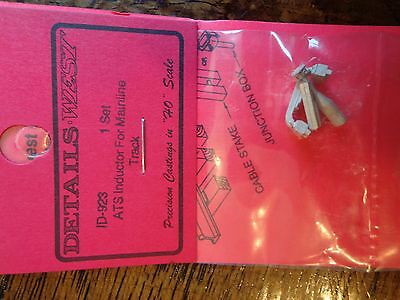 DETAILS WEST
ID-923
1 Set
ATS Inductor For Mainline
Track
Precision Castings in "HO" Scale
CABLE STAKE
JUNCTION BOX